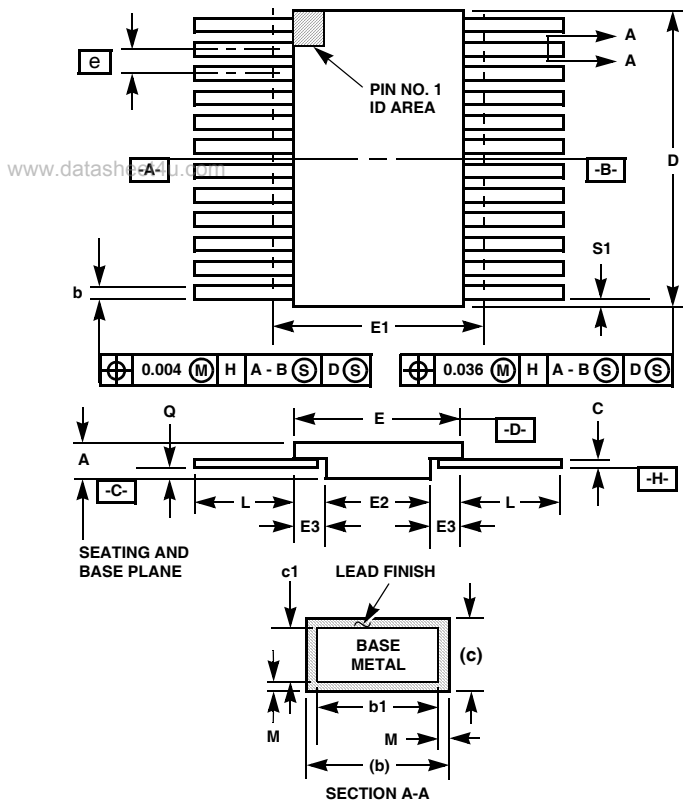 e
A
A
PIN NO. 1
ID AREA
www.datasheet4u.com
-A-
-B-
D
S1
b
E1
0.004 M H A - B S D S
0.036 M H A - B S D S
Q
E
-D-
C
A
-C-
-H-
L
E2
L
E3
E3
SEATING AND
BASE PLANE
c1
LEAD FINISH
BASE
METAL
(c)
b1
M
M
(b)
SECTION A-A